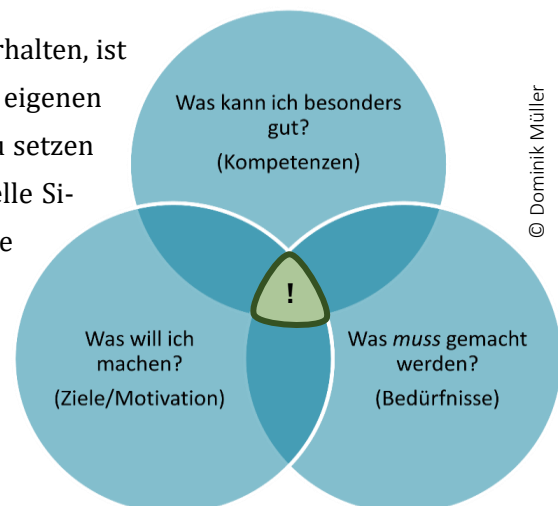 rhalten, ist
eigenen
u setzen
elle Si-
e
Was kann ich besonders
gut?
(Kompetenzen)
© Dominik Müller
!
Was will ich
machen?
(Ziele/Motivation)
Was muss gemacht
werden?
(Bedürfnisse)